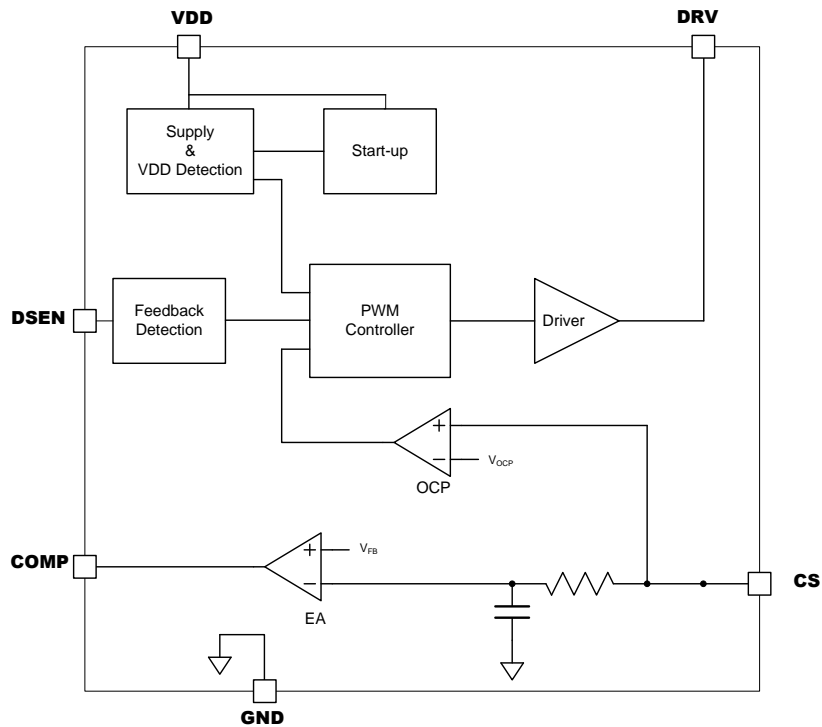 VDD
DRV
Supply
&
VDD Detection
Start-up
DSEN
Feedback
Detection
PWM
Controller
Driver
+
−
VOCP
OCP
COMP
+
−
VFB
EA
CS
GND